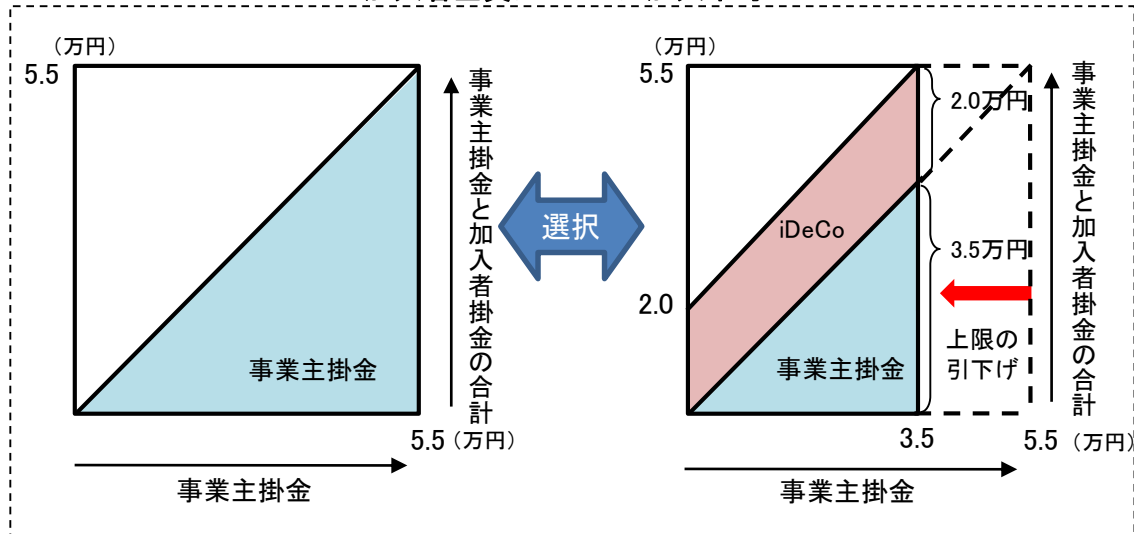 (万円)
5.5
事業主掛金
5.5(万円)
事業主掛金
事業主掛金と加入者掛金の合計
選択
(万円)
5.5
2.0
iDeCo
事業主掛金
2.0万円
3.5万円
上限の
引下げ
3.5
5.5 (万円)
事業主掛金
事業主掛金と加入者掛金の合計